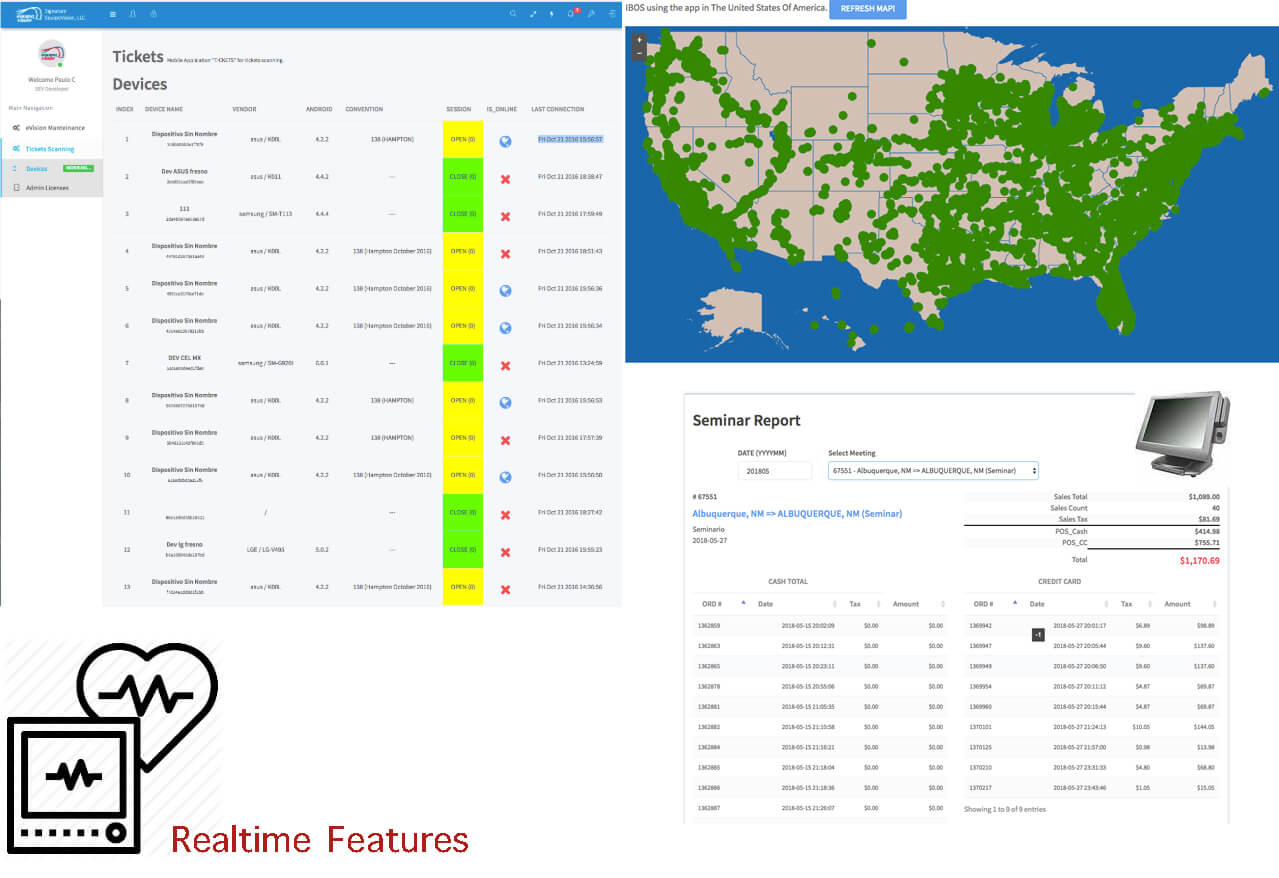 Signature
EquipoVision, LLC.
Welcome Paulo C
DEV Developer
Main Navigation
eVision Manteinance
Tickets Scanning
Devices
Admin Licenses
Tickets Mobile Application "TICKETS" for tickets scanning.
Devices
INDEX DEVICE NAME VENDOR ANDROID CONVENTION SESSION IS_ONLINE LAST CONNECTION
1 Dispositivo Sin Nombre asus / K00L 4.2.2 138 (HAMPTON) OPEN (0) Fri Oct 21 2016 15:56:57
2 Dev ASUS fresno asus / K011 4.4.2 --- CLOSE (0) Fri Oct 21 2016 18:38:47
3 111 samsung / SM-T113 4.4.4 --- CLOSE (0) Fri Oct 21 2016 17:59:49
4 Dispositivo Sin Nombre asus / K00L 4.2.2 138 (Hampton October 2016) OPEN (0) Fri Oct 21 2016 18:51:43
5 Dispositivo Sin Nombre asus / K00L 4.2.2 138 (Hampton October 2016) OPEN (0) Fri Oct 21 2016 15:56:36
6 Dispositivo Sin Nombre asus / K00L 4.2.2 138 (Hampton October 2016) OPEN (0) Fri Oct 21 2016 15:56:34
7 DEV CEL MX samsung / SM-G920I 6.0.1 --- CLOSE (0) Fri Oct 21 2016 13:24:59
8 Dispositivo Sin Nombre asus / K00L 4.2.2 138 (HAMPTON) OPEN (0) Fri Oct 21 2016 15:56:53
9 Dispositivo Sin Nombre asus / K00L 4.2.2 138 (HAMPTON) OPEN (0) Fri Oct 21 2016 17:57:39
10 Dispositivo Sin Nombre asus / K00L 4.2.2 --- OPEN (0) Fri Oct 21 2016 15:56:50
11 / --- CLOSE (0) Fri Oct 21 2016 18:27:42
12 Dev lg fresno LGE / LG-V495 5.0.2 --- CLOSE (0) Fri Oct 21 2016 15:55:23
13 Dispositivo Sin Nombre asus / K00L 4.2.2 138 (Hampton October 2016) OPEN (0) Fri Oct 21 2016 14:36:56
IBOS using the app in The United States Of America. REFRESH MAP!
+
−
Seminar Report
DATE (YYYYMM) Select Meeting
201805 67551 - Albuquerque, NM => ALBUQUERQUE, NM (Seminar)
# 67551
Albuquerque, NM => ALBUQUERQUE, NM (Seminar)
Seminario
2018-05-27
Sales Total $1,089.00
Sales Count 40
Sales Tax $81.69
POS_Cash $414.98
POS_CC $755.71
Total $1,170.69
CASH TOTAL
ORD # Date Tax Amount
1362859 2018-05-15 20:02:09 $0.00 $0.00
1362863 2018-05-15 20:12:31 $0.00 $0.00
1362865 2018-05-15 20:23:11 $0.00 $0.00
1362878 2018-05-15 20:55:06 $0.00 $0.00
1362881 2018-05-15 21:05:35 $0.00 $0.00
1362882 2018-05-15 21:10:58 $0.00 $0.00
1362884 2018-05-15 21:16:21 $0.00 $0.00
1362885 2018-05-15 21:18:04 $0.00 $0.00
1362886 2018-05-15 21:18:36 $0.00 $0.00
1362887 2018-05-15 21:26:07 $0.00 $0.00
CREDIT CARD
ORD # Date Tax Amount
1369942 2018-05-27 20:01:17 $6.89 $98.89
-1
1369947 2018-05-27 20:05:44 $9.60 $137.60
1369949 2018-05-27 20:06:50 $9.60 $137.60
1369954 2018-05-27 20:11:12 $4.87 $69.87
1369960 2018-05-27 20:15:44 $4.87 $69.87
1370101 2018-05-27 21:24:13 $10.05 $144.05
1370125 2018-05-27 21:57:00 $0.98 $13.98
1370210 2018-05-27 23:31:33 $4.80 $68.80
1370217 2018-05-27 23:43:46 $1.05 $15.05
Showing 1 to 9 of 9 entries
Realtime Features